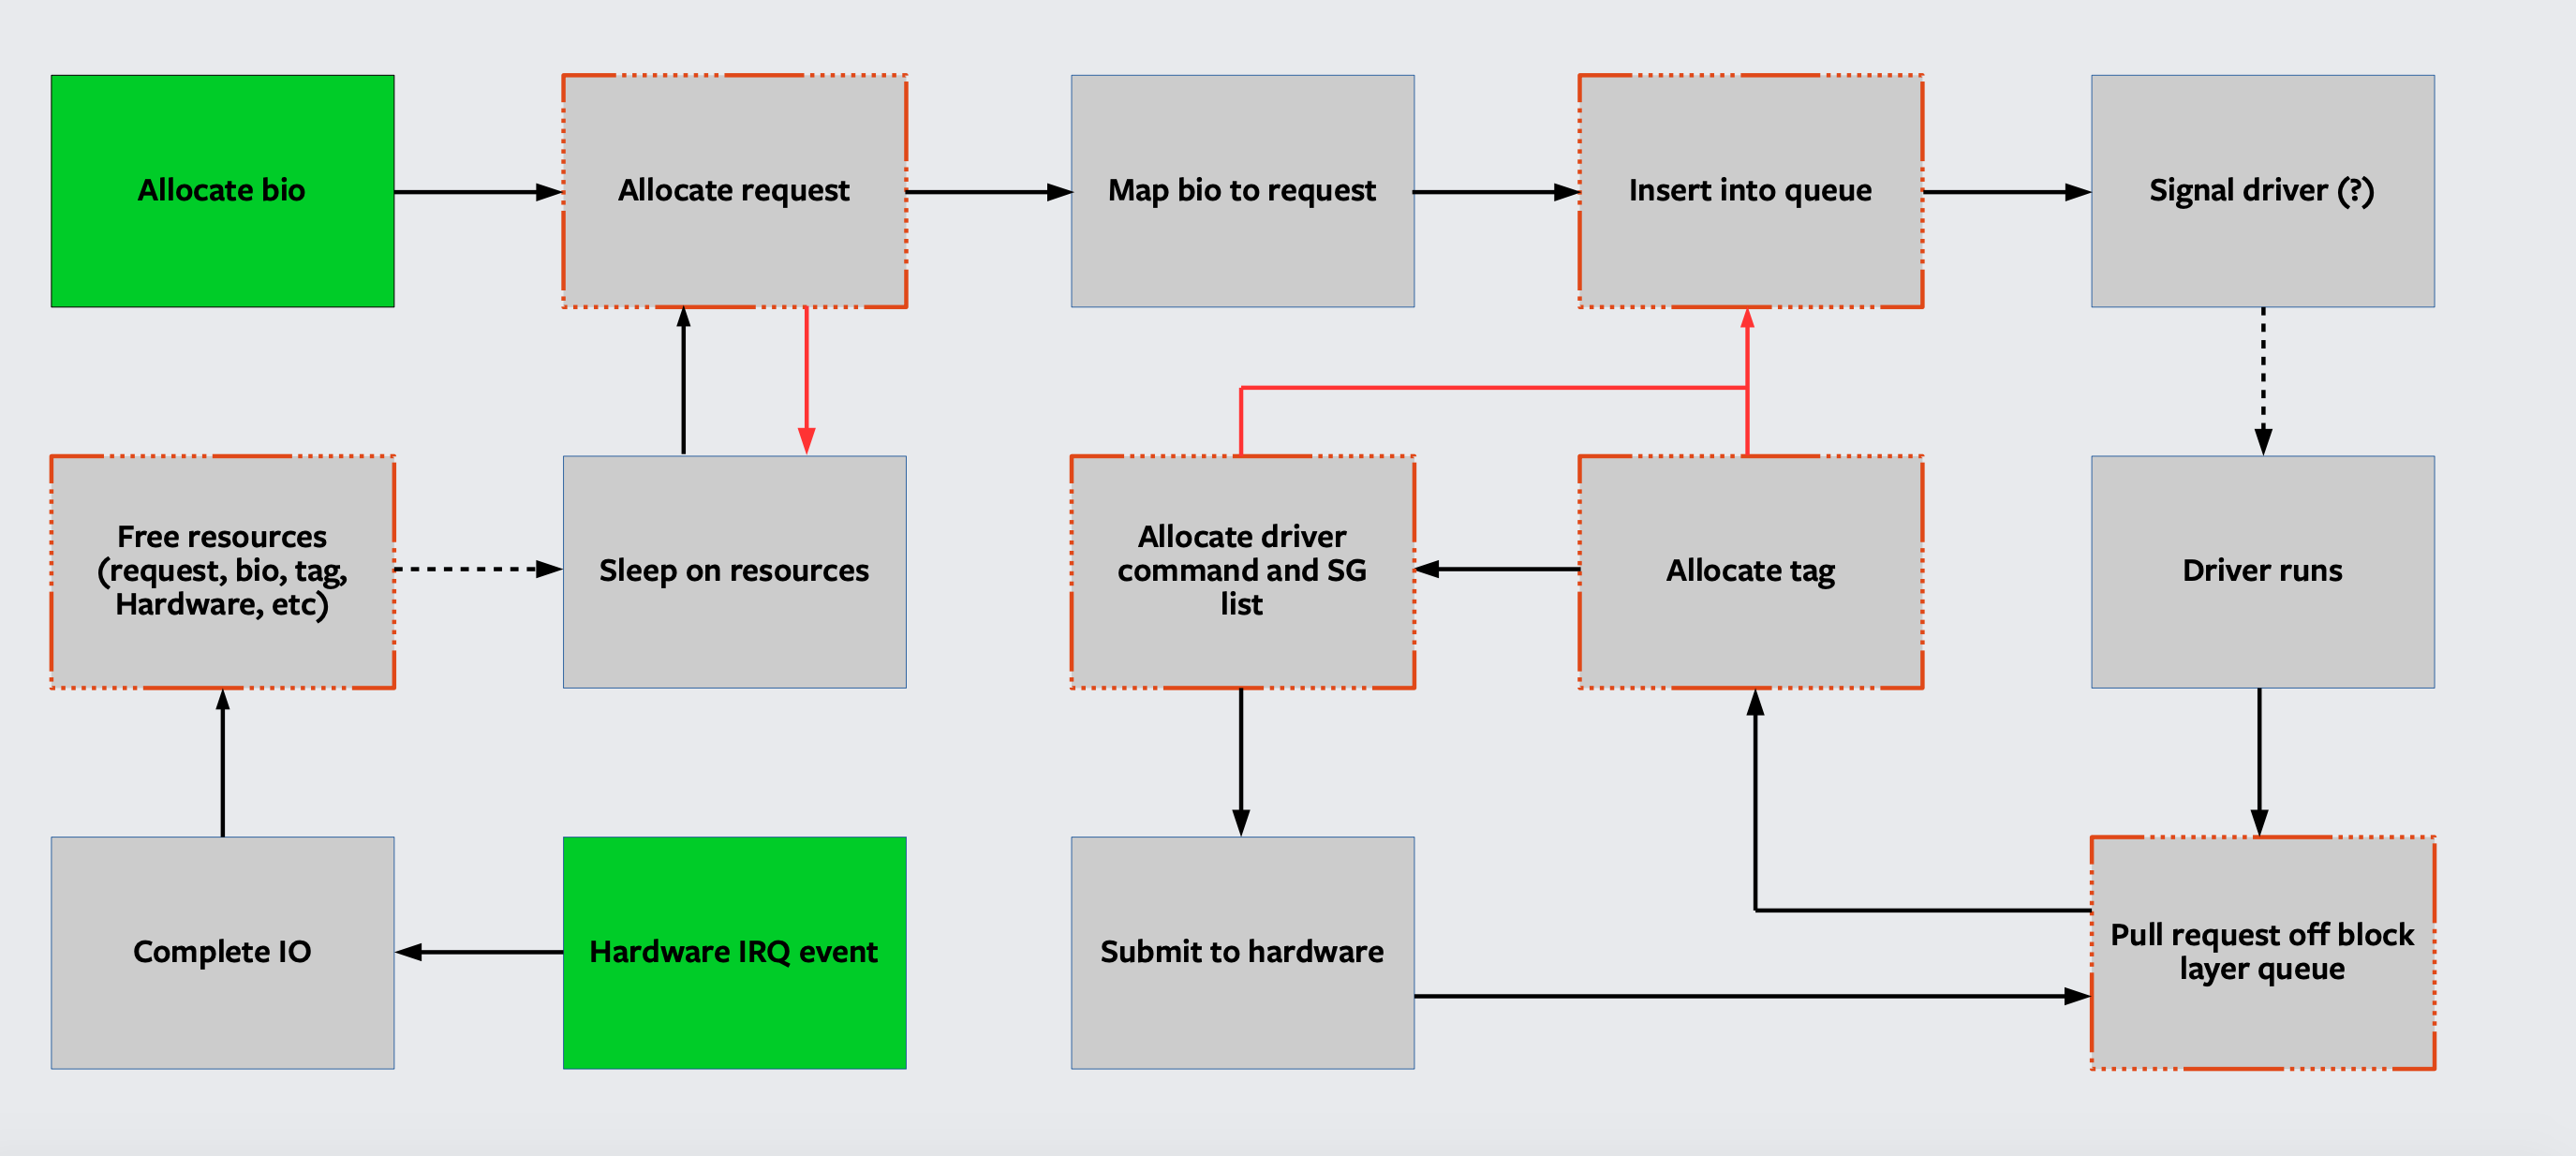 Allocate bio
Allocate request
Map bio to request
Insert into queue
Signal driver (?)
Free resources
(request, bio, tag,
Hardware, etc)
Sleep on resources
Allocate driver
command and SG
list
Allocate tag
Driver runs
Complete IO
Hardware IRQ event
Submit to hardware
Pull request off block
layer queue